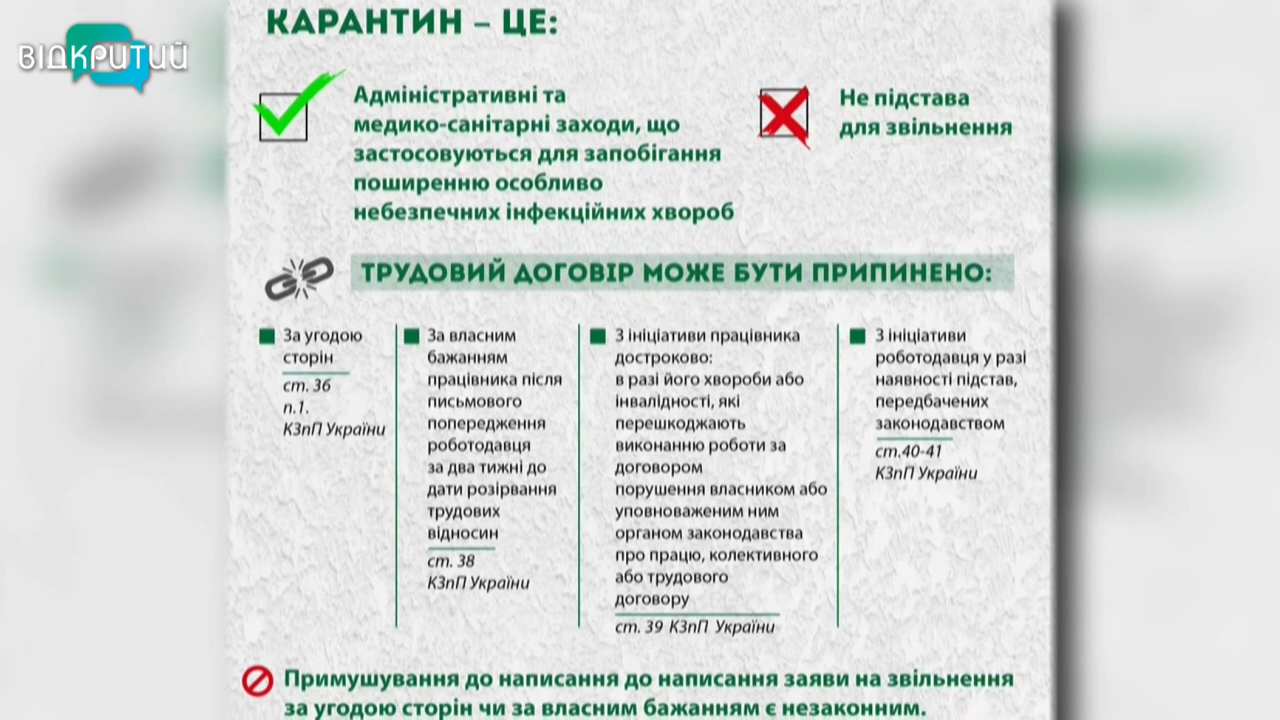 КАРАНТИН – ЦЕ:
ВІДКРИТИЙ
Адміністративні та
медико-санітарні заходи, що
застосовуються для запобігання
поширенню особливо
небезпечних інфекційних хвороб
Не підстава
для звільнення
ТРУДОВИЙ ДОГОВІР МОЖЕ БУТИ ПРИПИНЕНО:
За угодою
сторін
ст. 36
п.1.
КЗпП України
За власним
бажанням
працівника після
письмового
попередження
роботодавця
за два тижні до
дати розірвання
трудових
відносин
ст. 38
КЗпП України
З ініціативи працівника
достроково:
в разі його хвороби або
інвалідності, які
перешкоджають
виконанню роботи за
договором
порушення власником або
уповноваженим ним
органом законодавства
про працю, колективного
або трудового
договору
ст. 39 КЗпП України
З ініціативи
роботодавця у разі
наявності підстав,
передбачених
законодавством
ст.40-41
КЗпП України
Примушування до написання до написання заяви на звільнення
за угодою сторін чи за власним бажанням є незаконним.